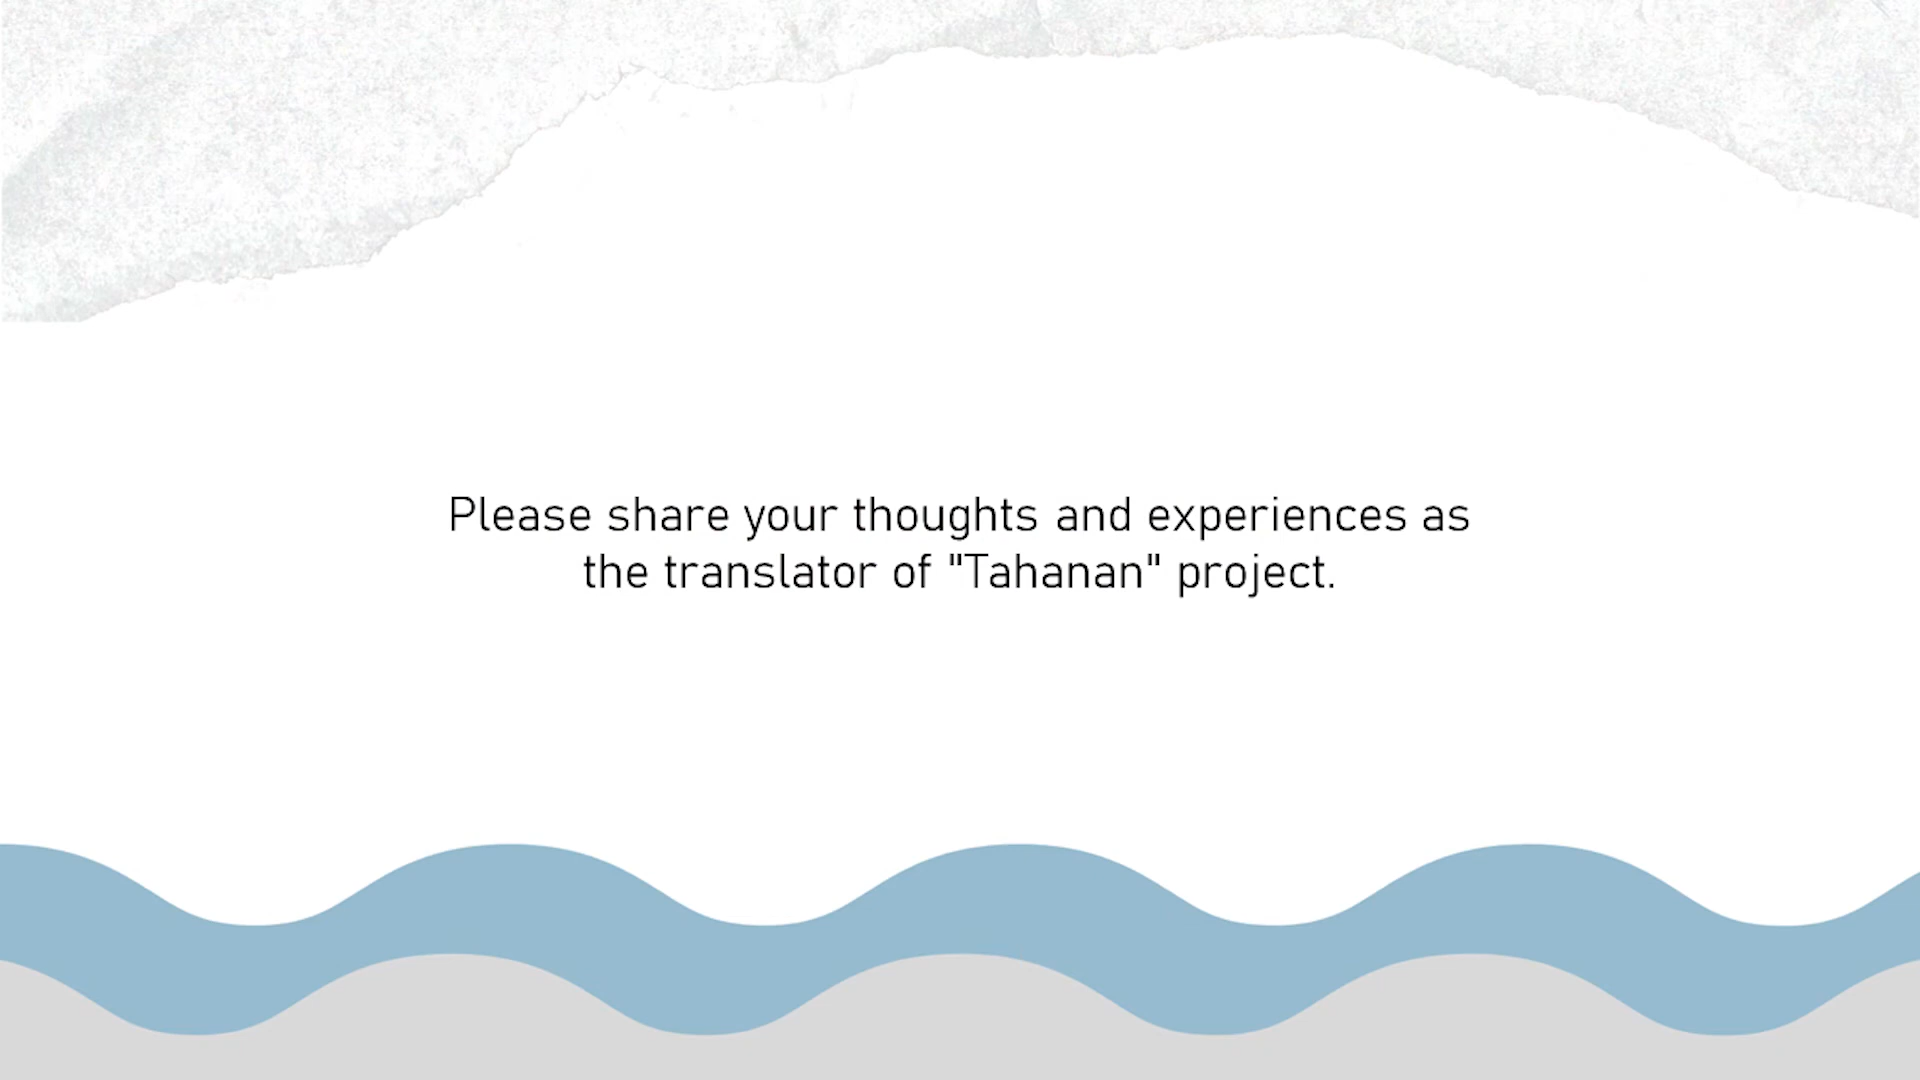 Please share your thoughts and experiences as
the translator of "Tahanan" project.